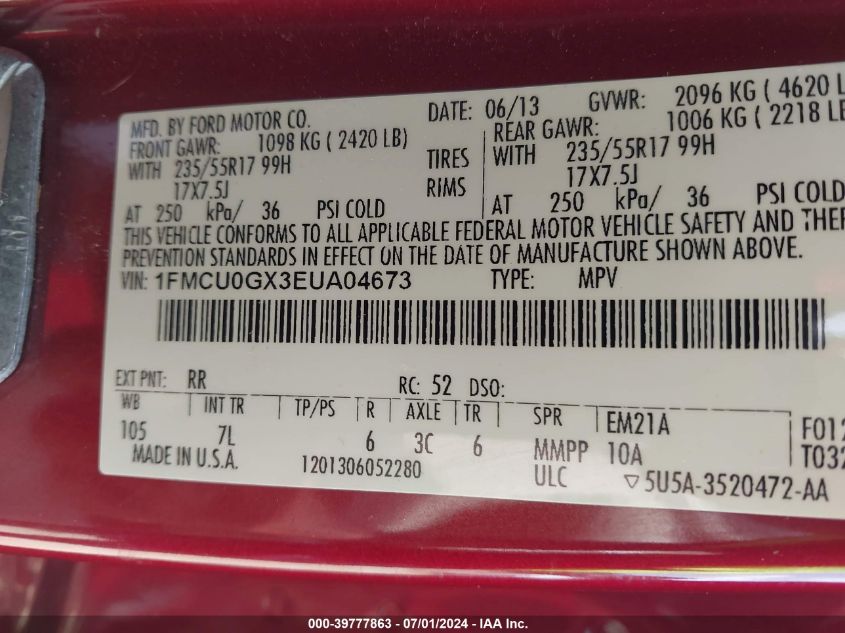 MFD. BY FORD MOTOR CO. DATE: 06/13 GVWR: 2096 KG ( 4620 L
FRONT GAWR: 1098 KG ( 2420 LB) REAR GAWR: 1006 KG ( 2218 LB
WITH 235/55R17 99H TIRES WITH 235/55R17 99H
17X7.5J RIMS 17X7.5J
AT 250 kPa/ 36 PSI COLD AT 250 kPa/ 36 PSI COLD
THIS VEHICLE CONFORMS TO ALL APPLICABLE FEDERAL MOTOR VEHICLE SAFETY AND THEF
PREVENTION STANDARDS IN EFFECT ON THE DATE OF MANUFACTURE SHOWN ABOVE.
VIN: 1FMCU0GX3EUA04673 TYPE: MPV
EXT PNT: RR RC: 52 DSO:
WB INT TR TP/PS R AXLE TR SPR EM21A F012
105 7L 6 3C 6 MMPP 10A T032
MADE IN U.S.A. 1201306052280 ULC ▽5U5A-3520472-AA
000-39777863 / 07/01/2024 - IAA Inc.